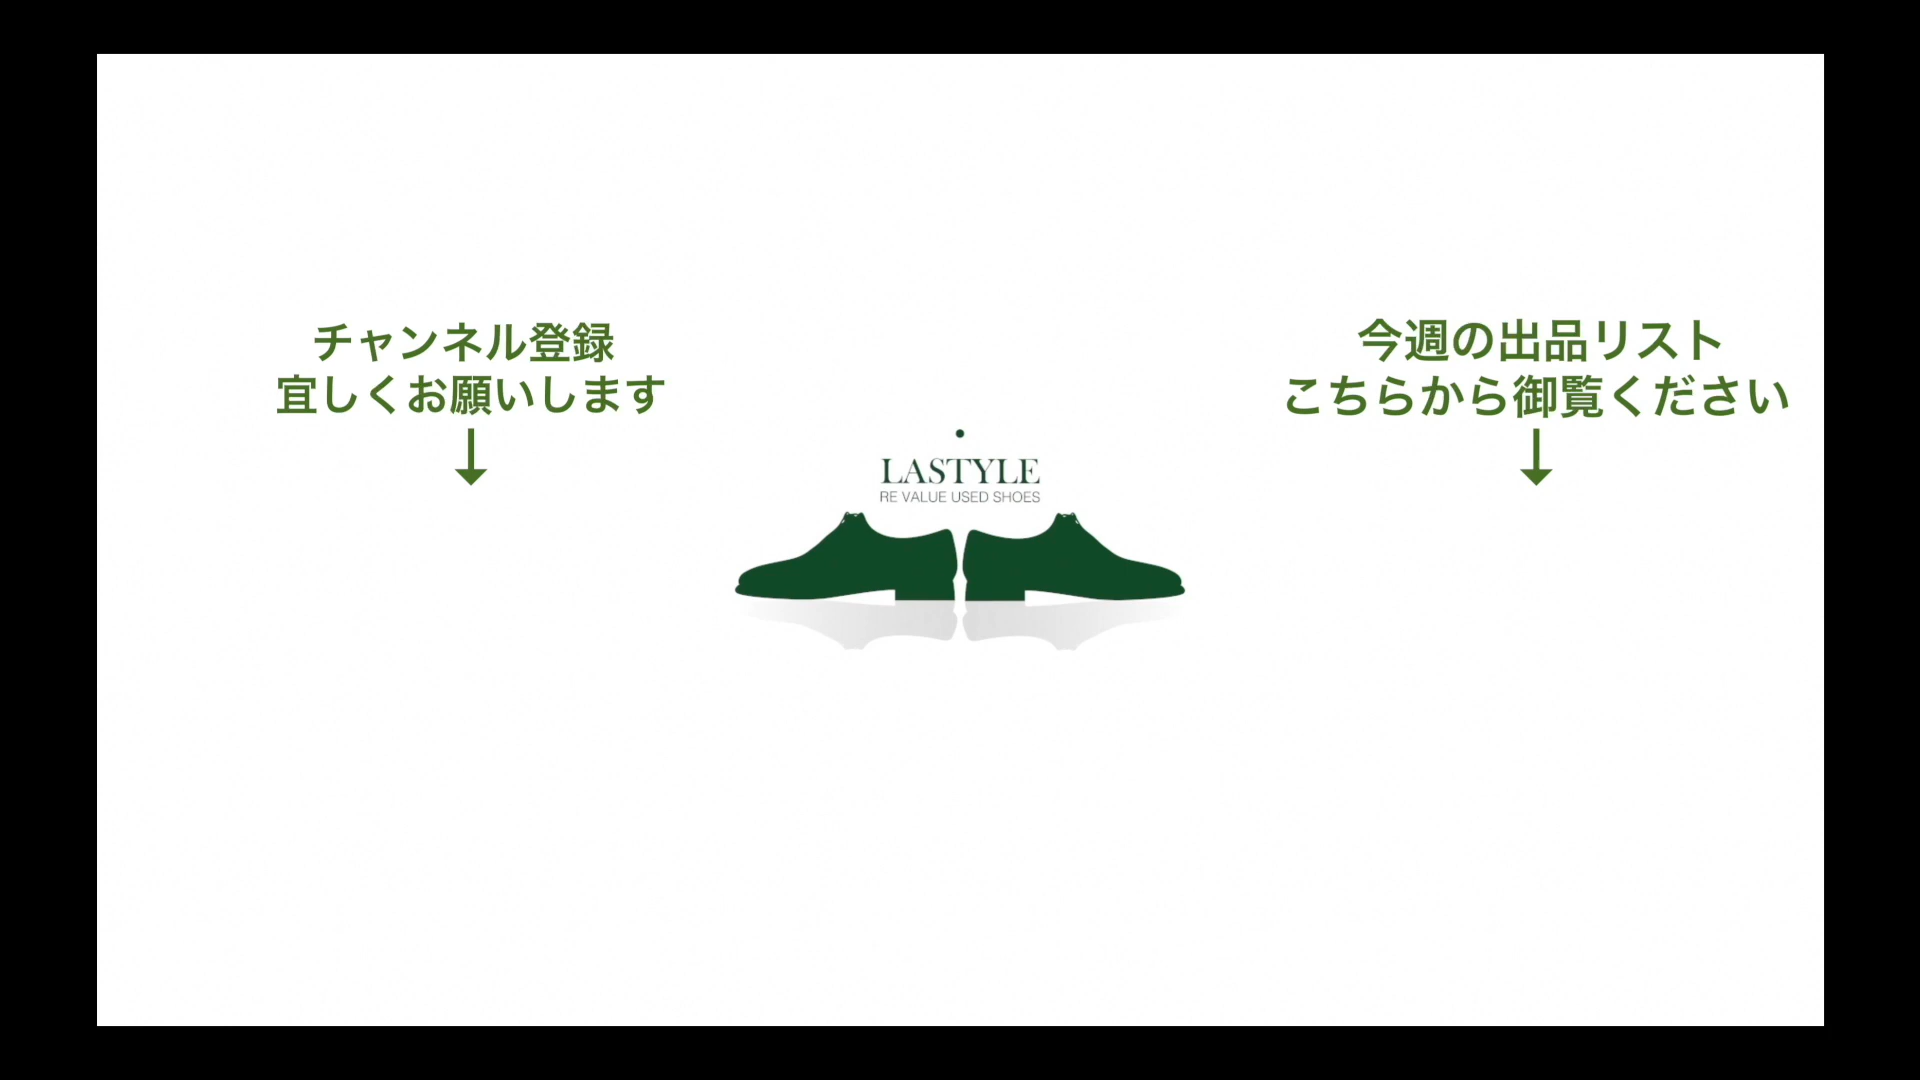 チャンネル登録
宜しくお願いします
↓
今週の出品リスト
こちらから御覧ください
↓
LASTYLE
RE VALUE USED SHOES